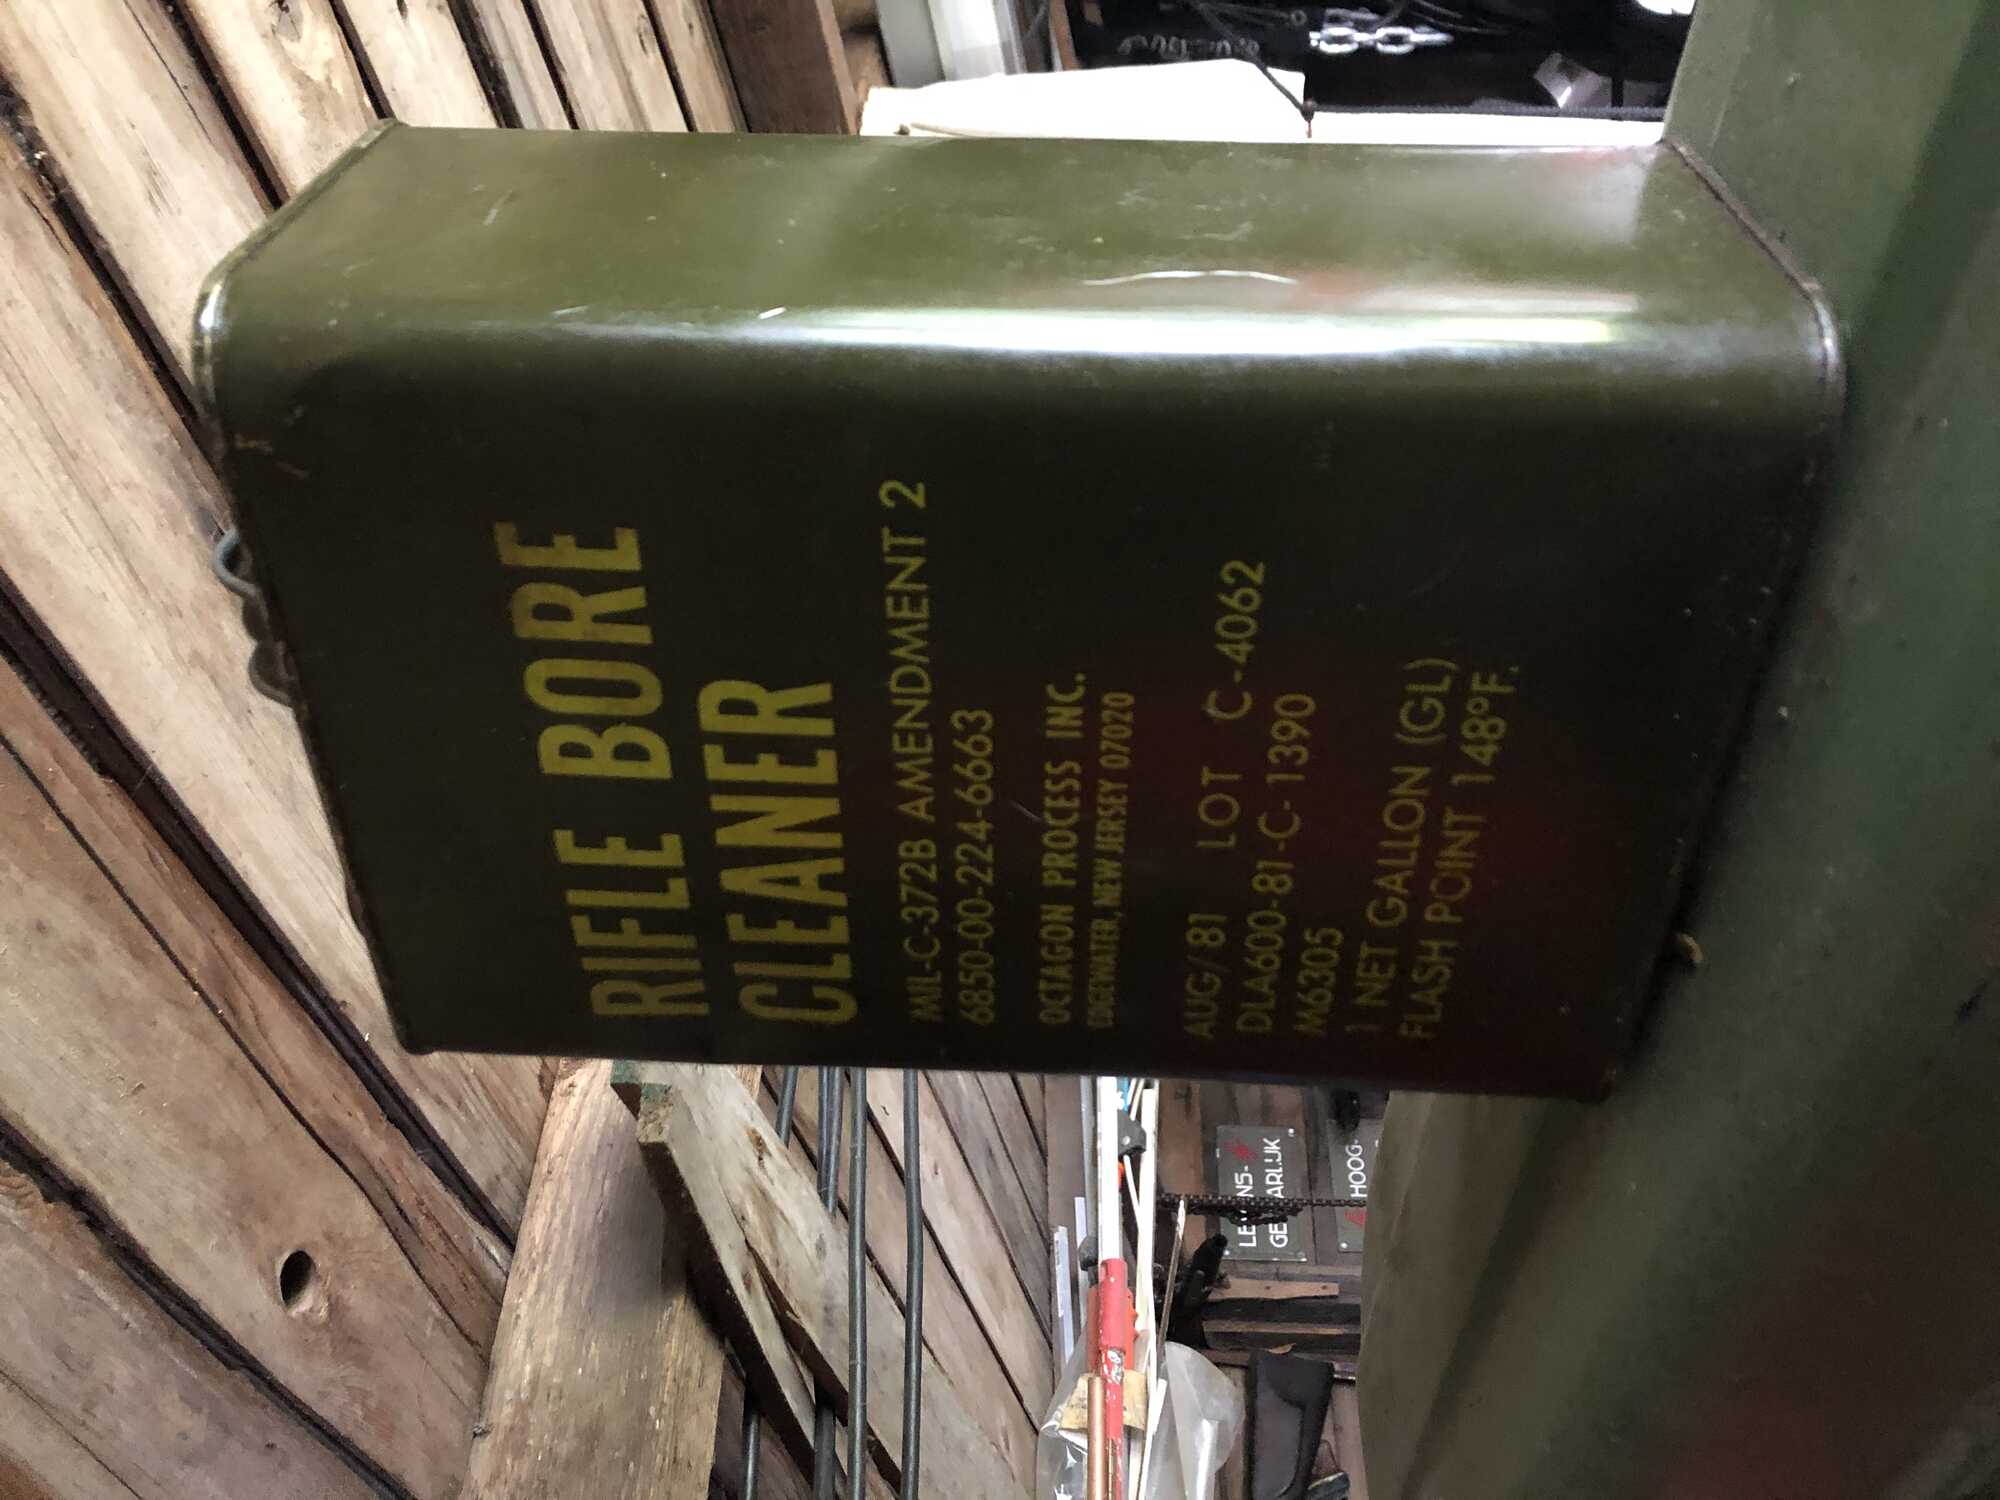 RIFLE BORE
CLEANER
MIL-C-372B AMENDMENT 2
6850-00-224-6663
OCTAGON PROCESS INC.
EDGEWATER, NEW JERSEY 07020
AUG/81 LOT C-4062
DLA600-81-C-1390
M6305
1 NET GALLON (GL)
FLASH POINT 148°F.
HOOG-